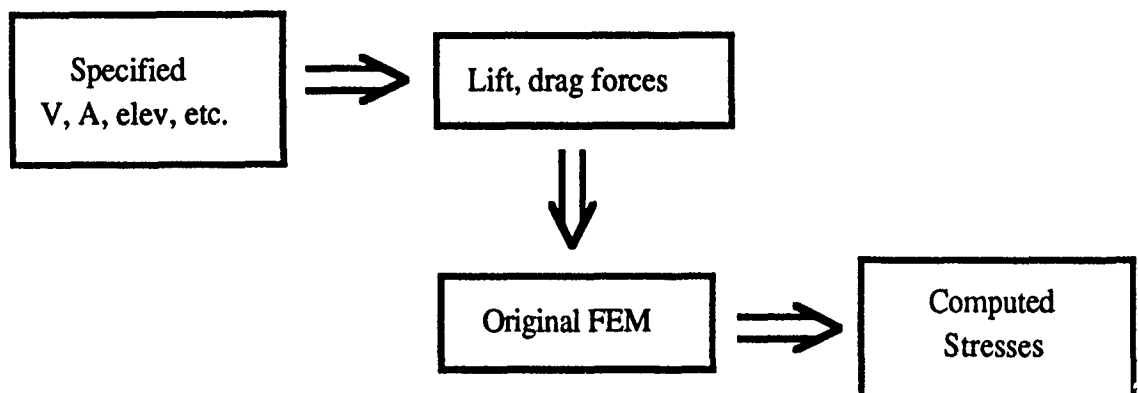 Specified
V, A, elev, etc.
Lift, drag forces
Original FEM
Computed
Stresses